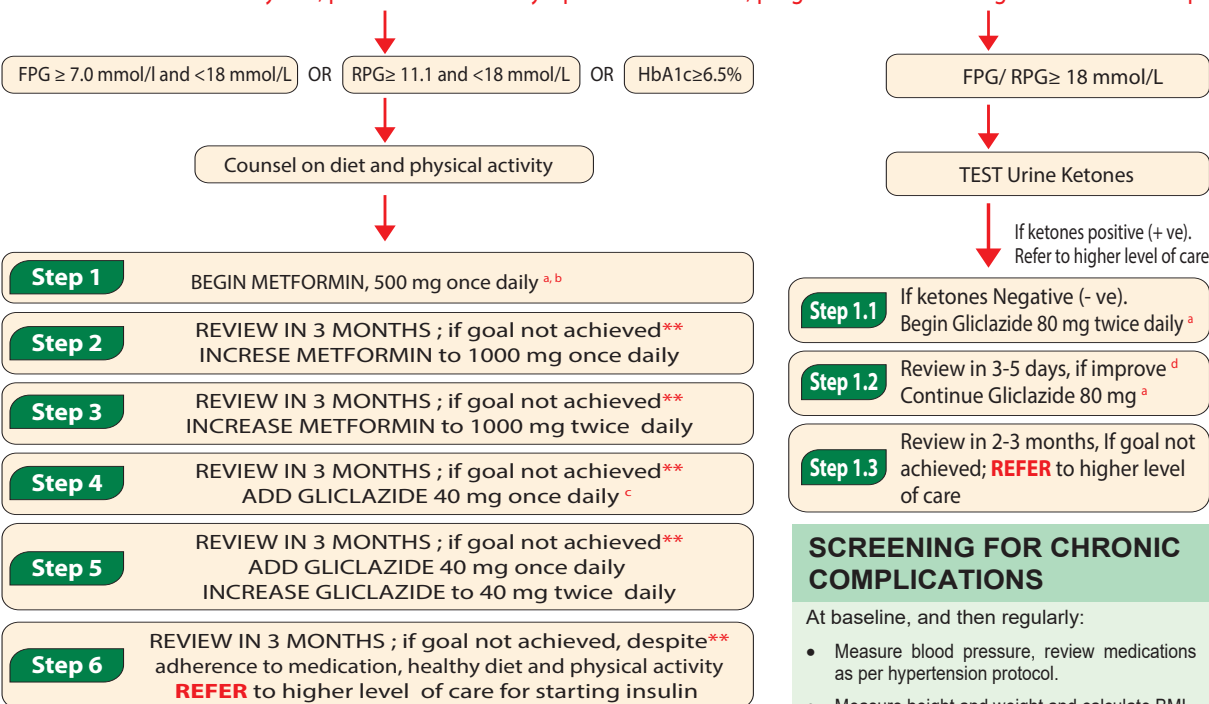 FPG ≥ 7.0 mmol/l and <18 mmol/L OR RPG≥ 11.1 and <18 mmol/L OR HbA1c≥6.5%
Counsel on diet and physical activity
Step 1
BEGIN METFORMIN, 500 mg once daily a, b
Step 2
REVIEW IN 3 MONTHS ; if goal not achieved**
INCRESE METFORMIN to 1000 mg once daily
Step 3
REVIEW IN 3 MONTHS ; if goal not achieved**
INCREASE METFORMIN to 1000 mg twice daily
Step 4
REVIEW IN 3 MONTHS ; if goal not achieved**
ADD GLICLAZIDE 40 mg once daily c
Step 5
REVIEW IN 3 MONTHS ; if goal not achieved**
ADD GLICLAZIDE 40 mg once daily
INCREASE GLICLAZIDE to 40 mg twice daily
Step 6
REVIEW IN 3 MONTHS ; if goal not achieved, despite**
adherence to medication, healthy diet and physical activity
REFER to higher level of care for starting insulin
FPG/ RPG≥ 18 mmol/L
TEST Urine Ketones
If ketones positive (+ ve).
Refer to higher level of care
Step 1.1
If ketones Negative (- ve).
Begin Gliclazide 80 mg twice daily a
Step 1.2
Review in 3-5 days, if improve d
Continue Gliclazide 80 mg a
Step 1.3
Review in 2-3 months, If goal not
achieved; REFER to higher level
of care
SCREENING FOR CHRONIC
COMPLICATIONS
At baseline, and then regularly:
• Measure blood pressure, review medications
as per hypertension protocol.
• Measure height and weight and calculate BMI